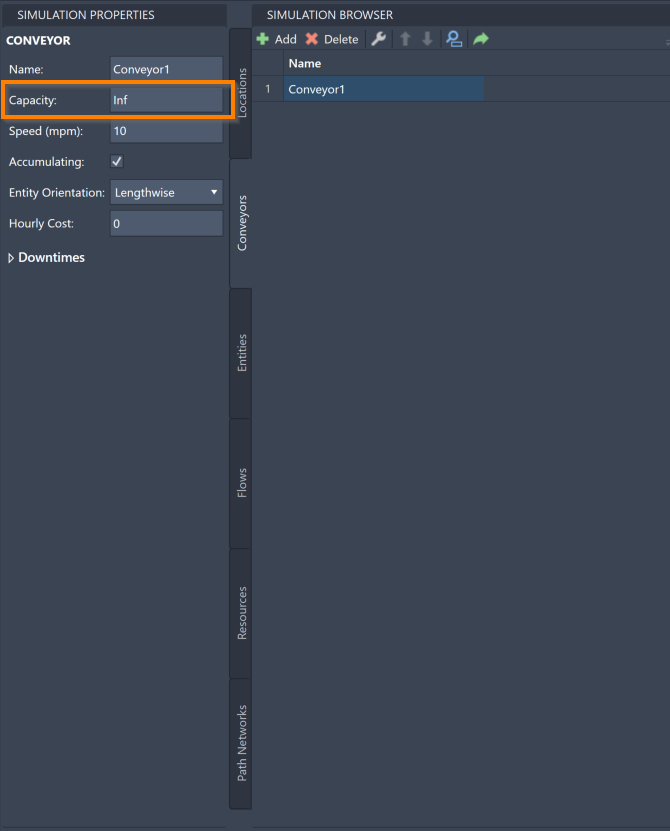 SIMULATION PROPERTIES
CONVEYOR
Name: Conveyor1
Capacity: Inf
Speed (mpm): 10
Accumulating:
Entity Orientation: Lengthwise
Hourly Cost: 0
Downtimes
Locations
Conveyors
Entities
Flows
Resources
Path Networks
SIMULATION BROWSER
Add Delete
Name
1 Conveyor1